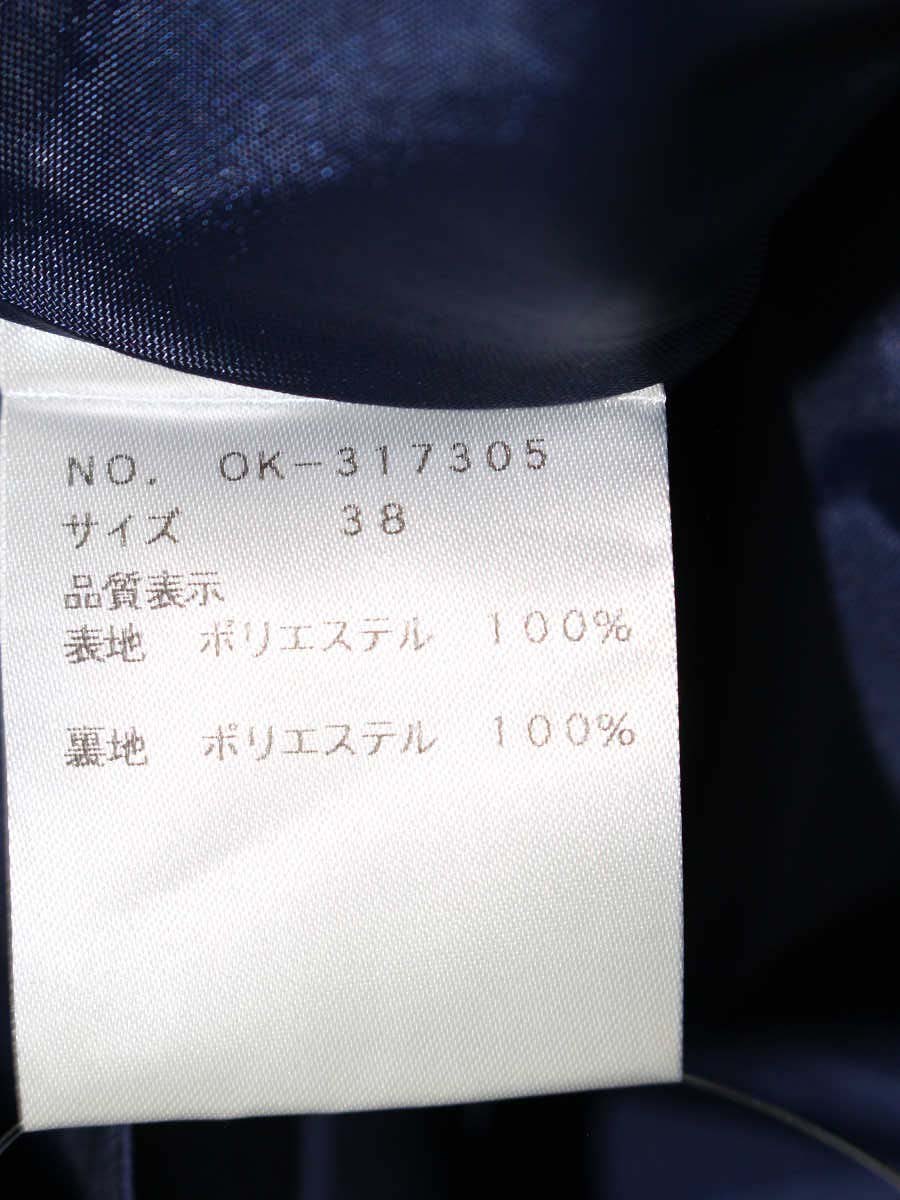 NO. OK-317305
サイズ 38
品質表示
表地 ポリエステル 100%
裏地 ポリエステル 100%